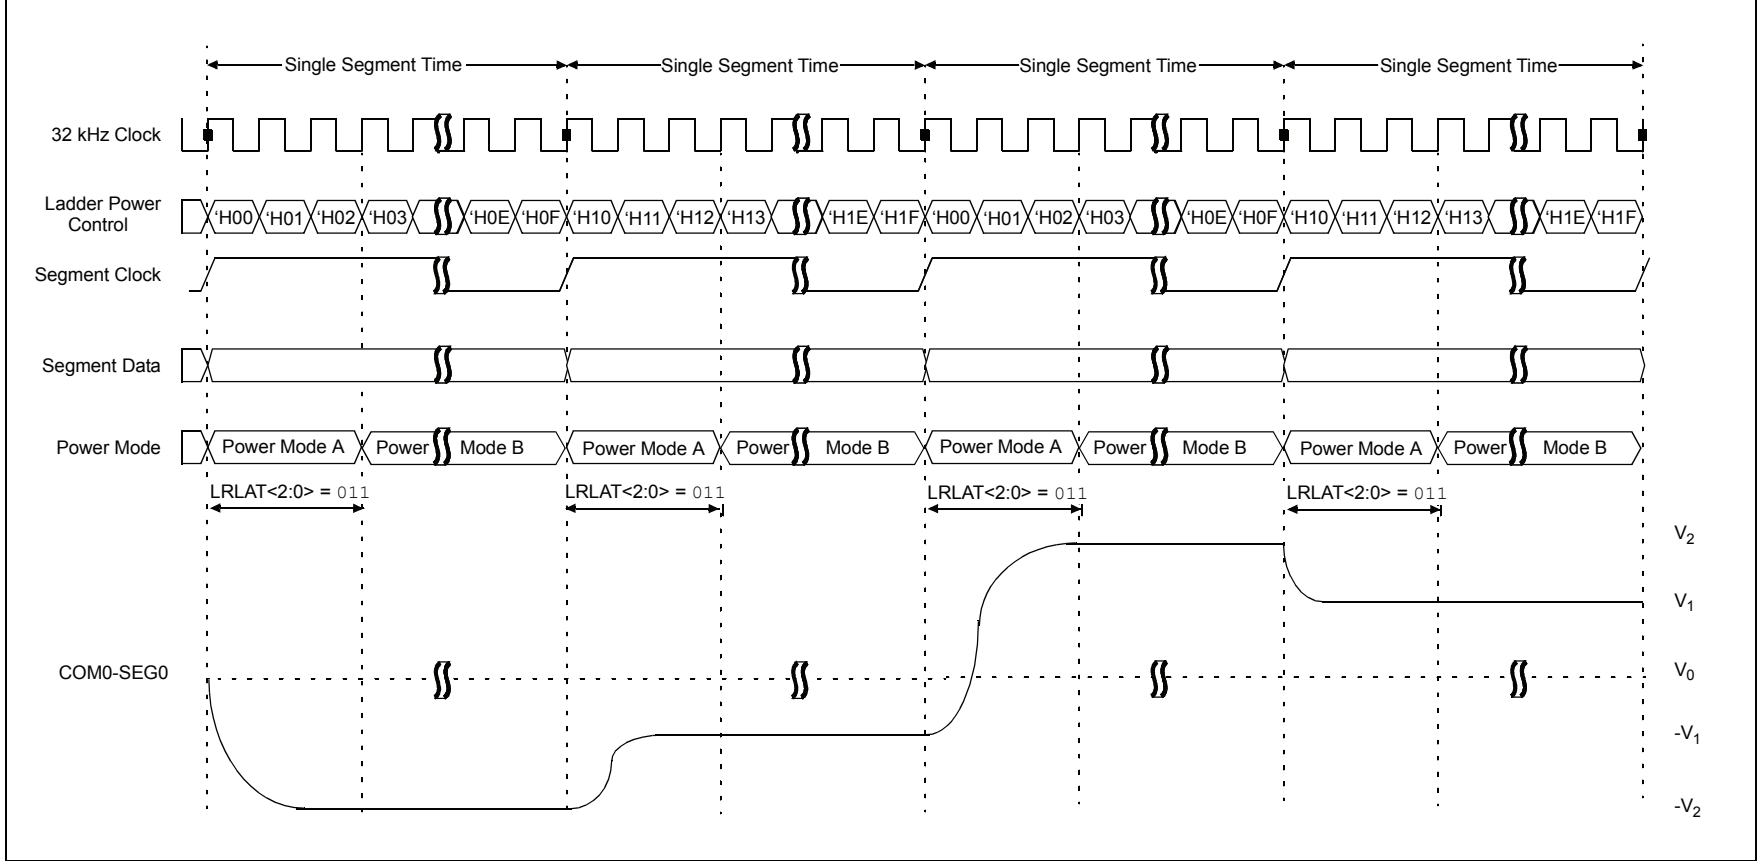 Single Segment Time Single Segment Time Single Segment Time Single Segment Time
32 kHz Clock
Ladder Power
Control
‘H00 ‘H01 ‘H02 ‘H03 ‘H0E ‘H0F ‘H10 ‘H11 ‘H12 ‘H13 ‘H1E ‘H1F ‘H00 ‘H01 ‘H02 ‘H03 ‘H0E ‘H0F ‘H10 ‘H11 ‘H12 ‘H13 ‘H1E ‘H1F
Segment Clock
Segment Data
Power Mode Power Mode A Power Mode B Power Mode A Power Mode B Power Mode A Power Mode B Power Mode A Power Mode B
LRLAT<2:0> = 011 LRLAT<2:0> = 011 LRLAT<2:0> = 011 LRLAT<2:0> = 011
V2
V1
COM0-SEG0 V0
-V1
-V2